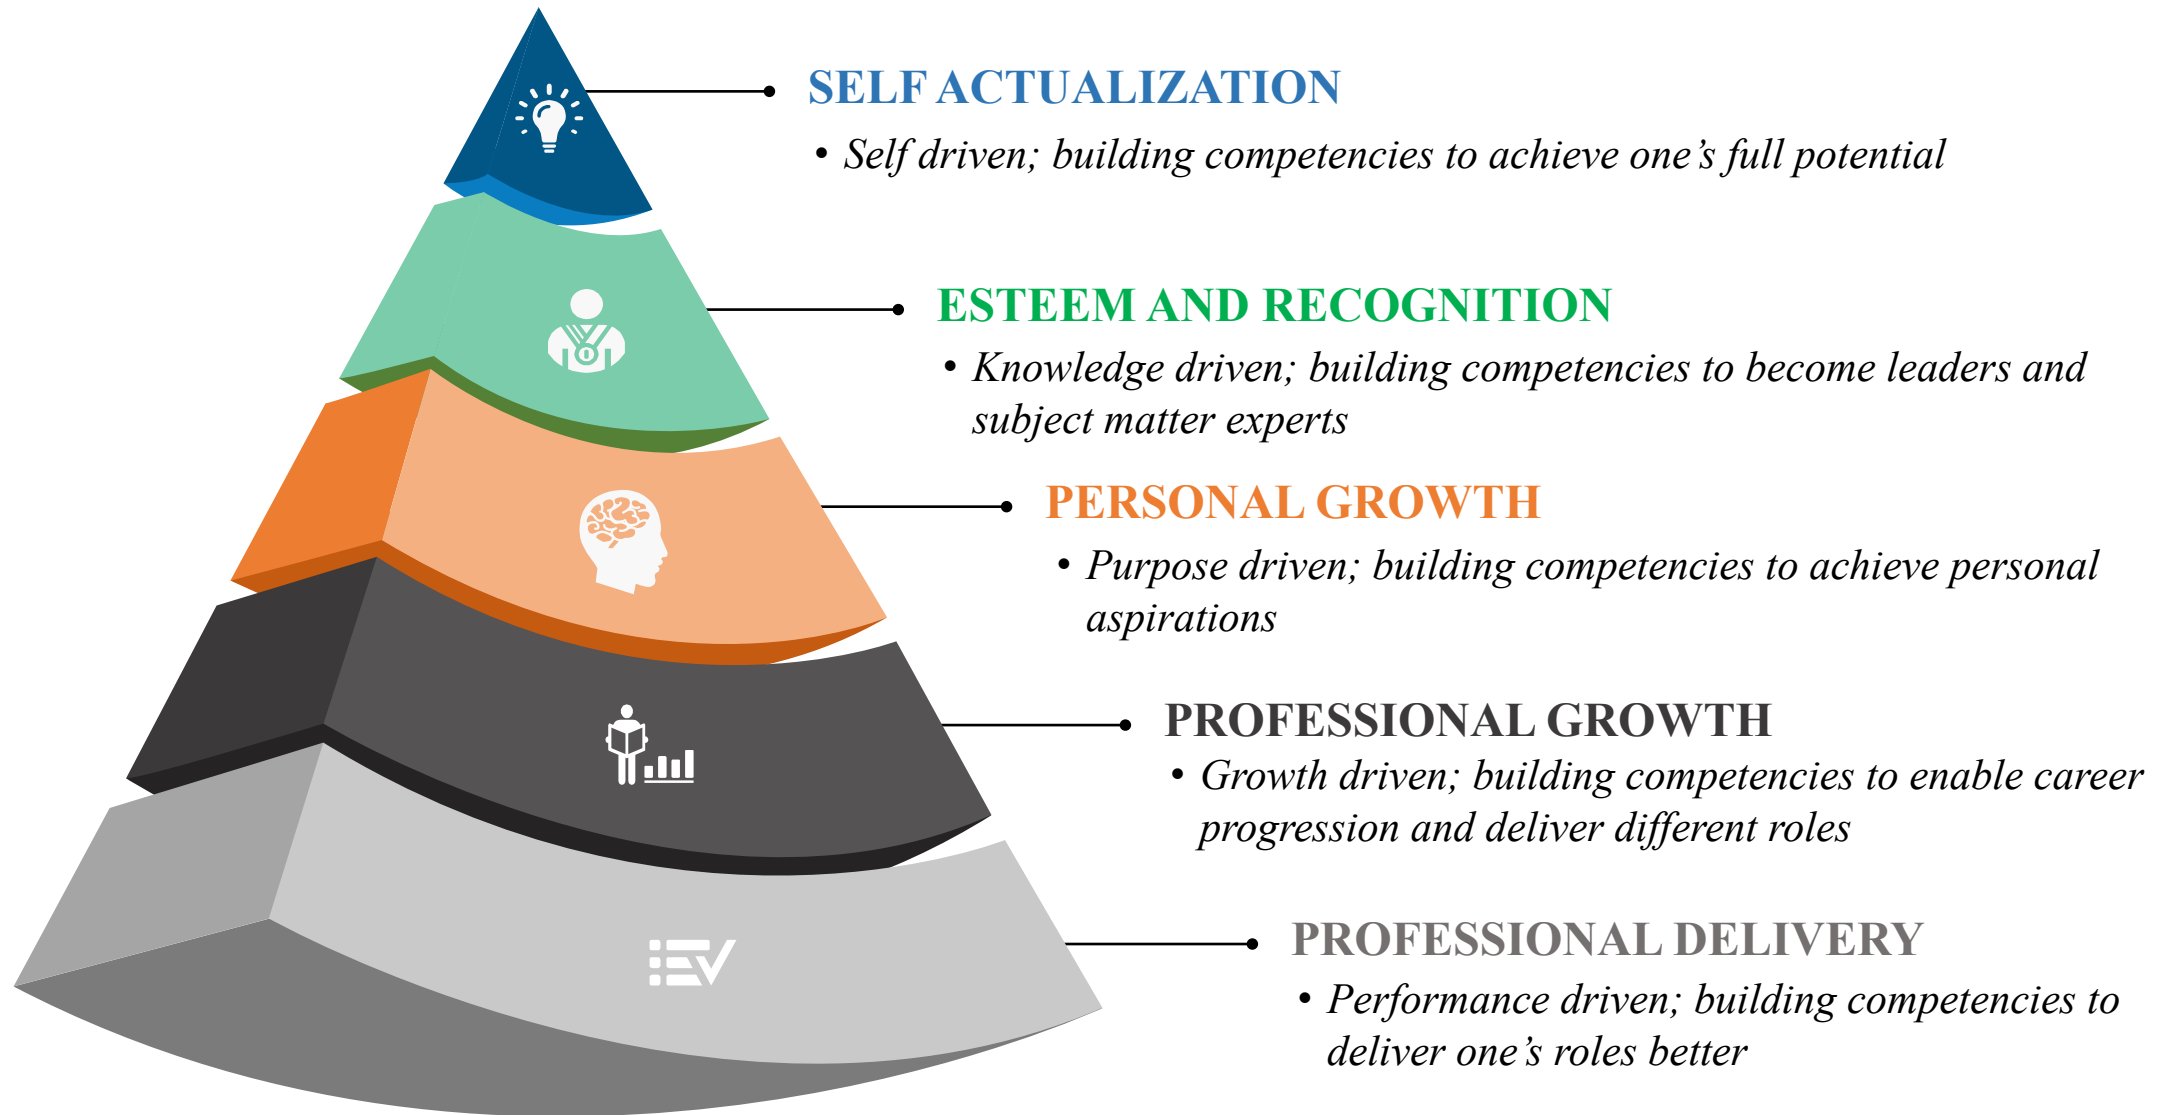 SELF ACTUALIZATION
• Self driven; building competencies to achieve one’s full potential
ESTEEM AND RECOGNITION
• Knowledge driven; building competencies to become leaders and
subject matter experts
PERSONAL GROWTH
• Purpose driven; building competencies to achieve personal
aspirations
PROFESSIONAL GROWTH
• Growth driven; building competencies to enable career
progression and deliver different roles
PROFESSIONAL DELIVERY
• Performance driven; building competencies to
deliver one’s roles better